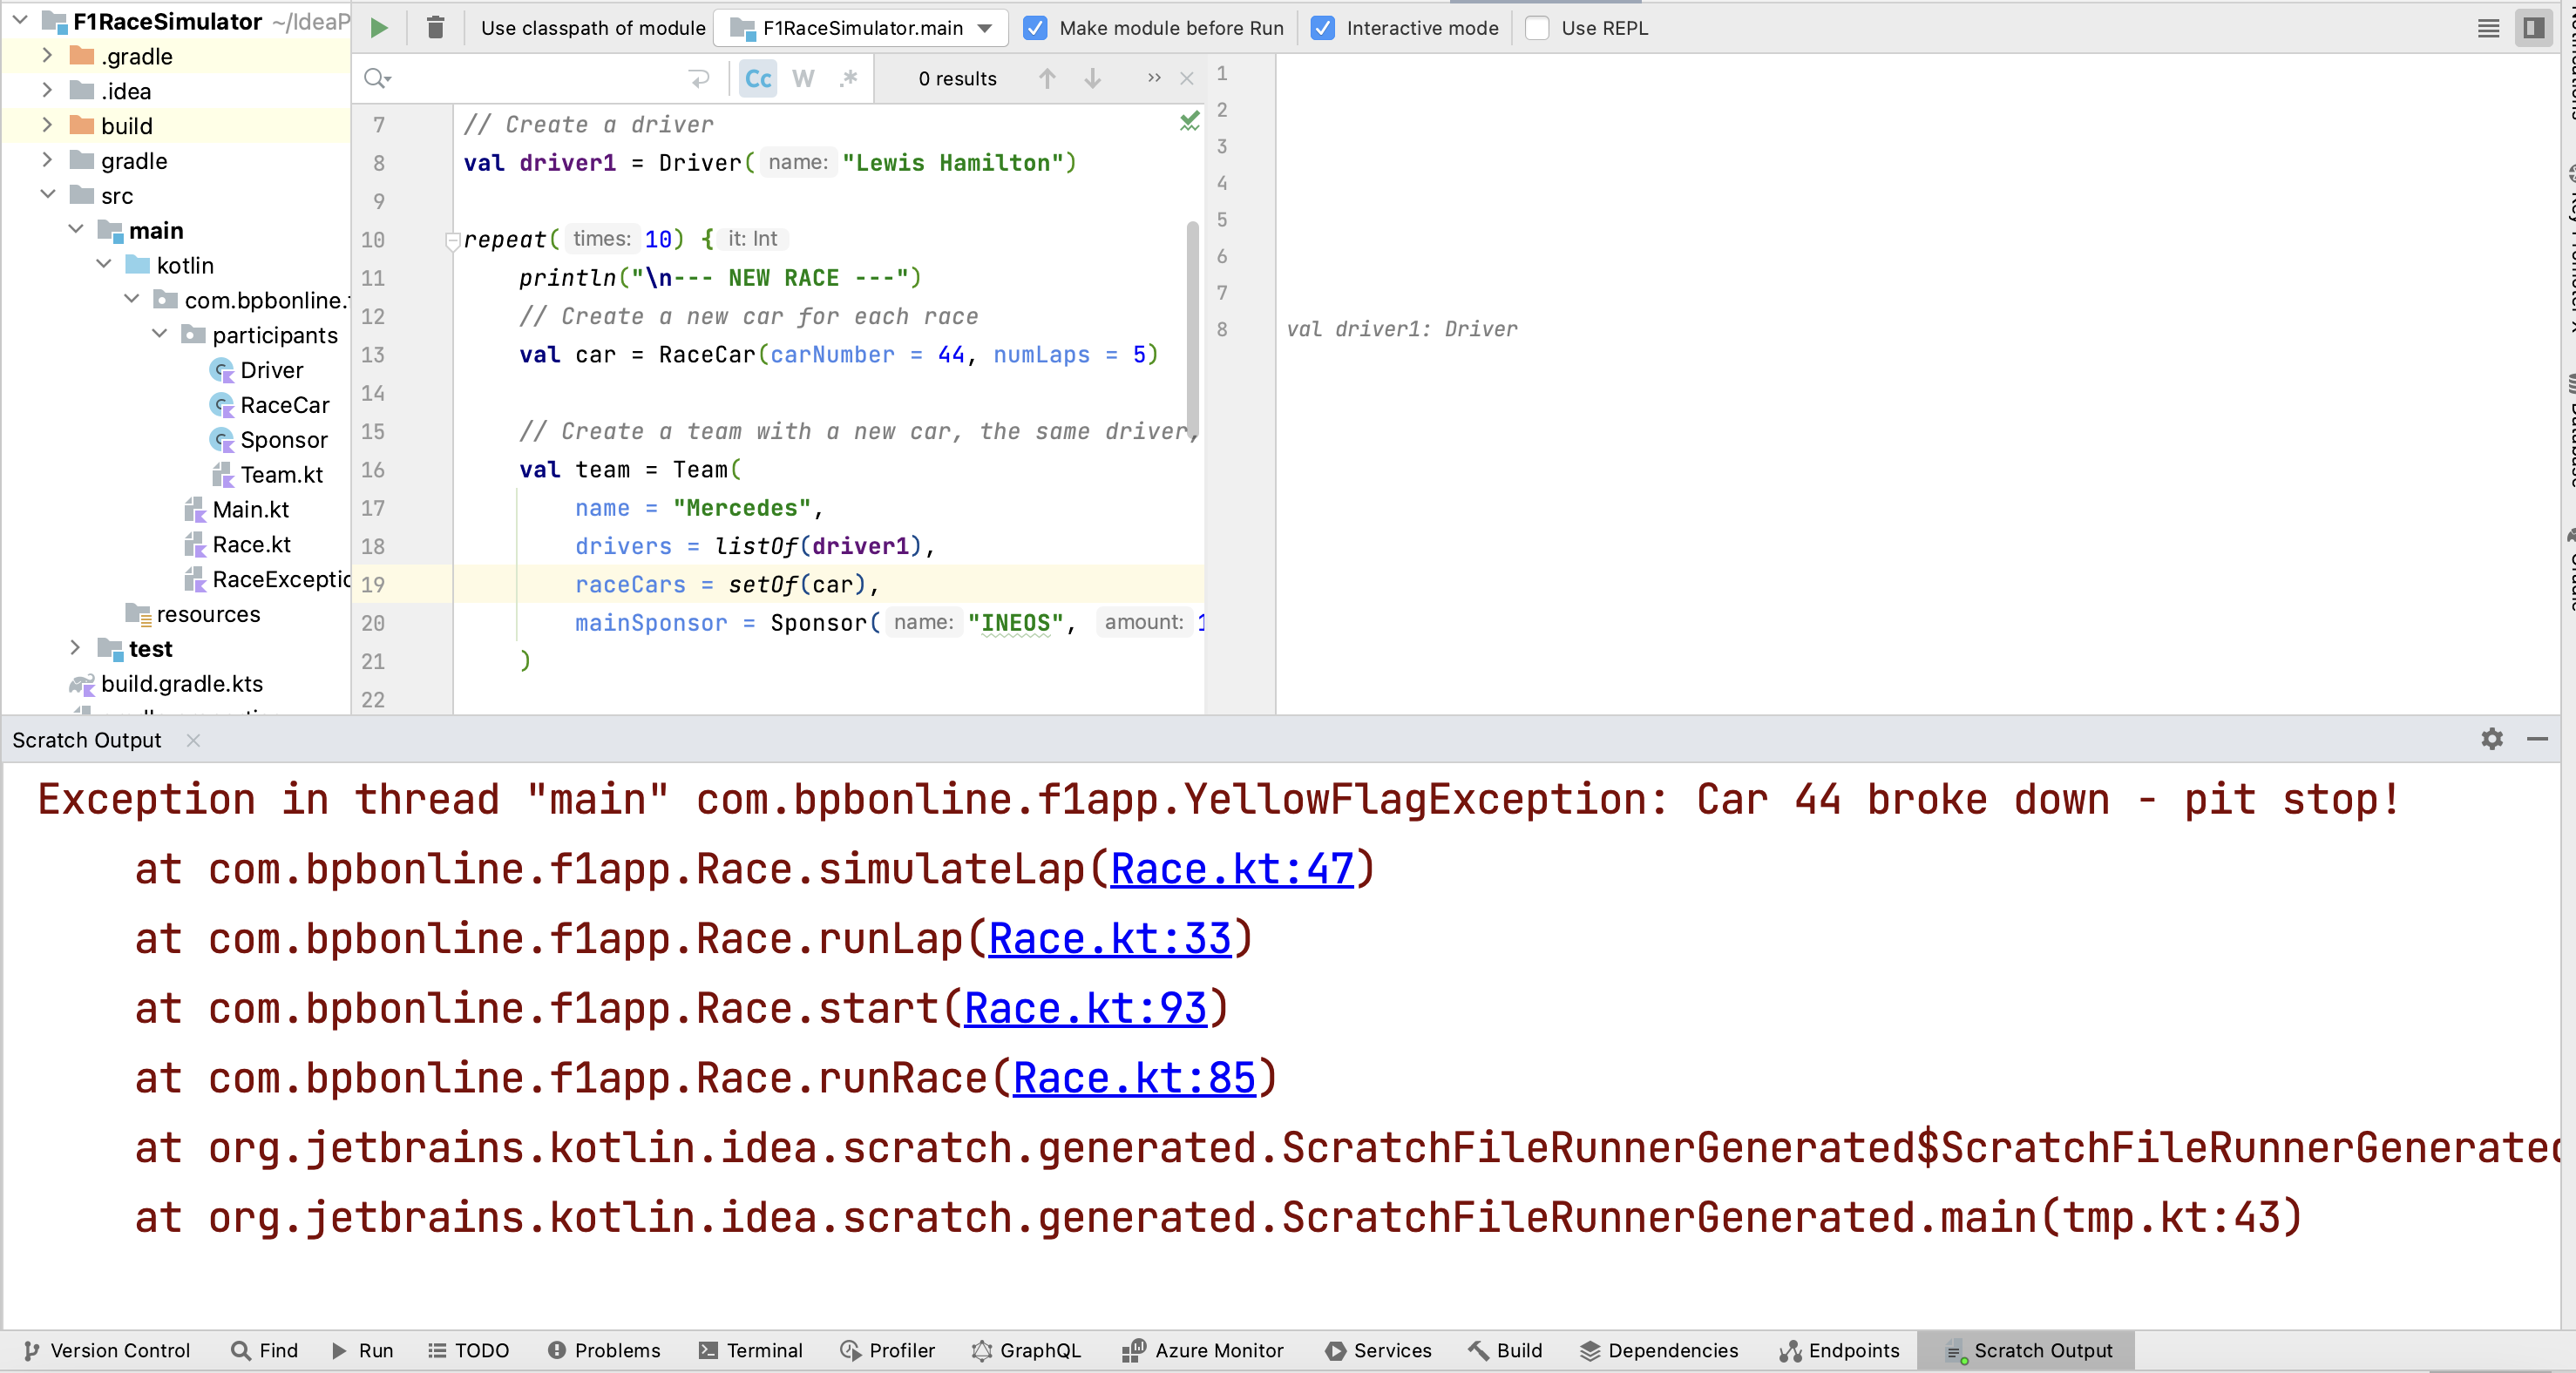 F1RaceSimulator ~/IdeaP
.gradle
.idea
build
gradle
src
main
kotlin
com.bpbonline.
participants
Driver
RaceCar
Sponsor
Team.kt
Main.kt
Race.kt
RaceExceptio
resources
test
build.gradle.kts
Use classpath of module F1RaceSimulator.main Make module before Run Interactive mode Use REPL
Cc W .* 0 results
7 // Create a driver
8 val driver1 = Driver( name: "Lewis Hamilton")
9
10 repeat( times: 10) { it: Int
11 println("\n--- NEW RACE ---")
12 // Create a new car for each race
13 val car = RaceCar(carNumber = 44, numLaps = 5)
14
15 // Create a team with a new car, the same driver,
16 val team = Team(
17 name = "Mercedes",
18 drivers = listOf(driver1),
19 raceCars = setOf(car),
20 mainSponsor = Sponsor( name: "INEOS", amount: 1
21 )
22
1
2
3
4
5
6
7
8 val driver1: Driver
Database
Scratch Output
Exception in thread "main" com.bpbonline.f1app.YellowFlagException: Car 44 broke down - pit stop!
at com.bpbonline.f1app.Race.simulateLap(Race.kt:47)
at com.bpbonline.f1app.Race.runLap(Race.kt:33)
at com.bpbonline.f1app.Race.start(Race.kt:93)
at com.bpbonline.f1app.Race.runRace(Race.kt:85)
at org.jetbrains.kotlin.idea.scratch.generated.ScratchFileRunnerGenerated$ScratchFileRunnerGenerated
at org.jetbrains.kotlin.idea.scratch.generated.ScratchFileRunnerGenerated.main(tmp.kt:43)
Version Control Find Run TODO Problems Terminal Profiler GraphQL Azure Monitor Services Build Dependencies Endpoints Scratch Output